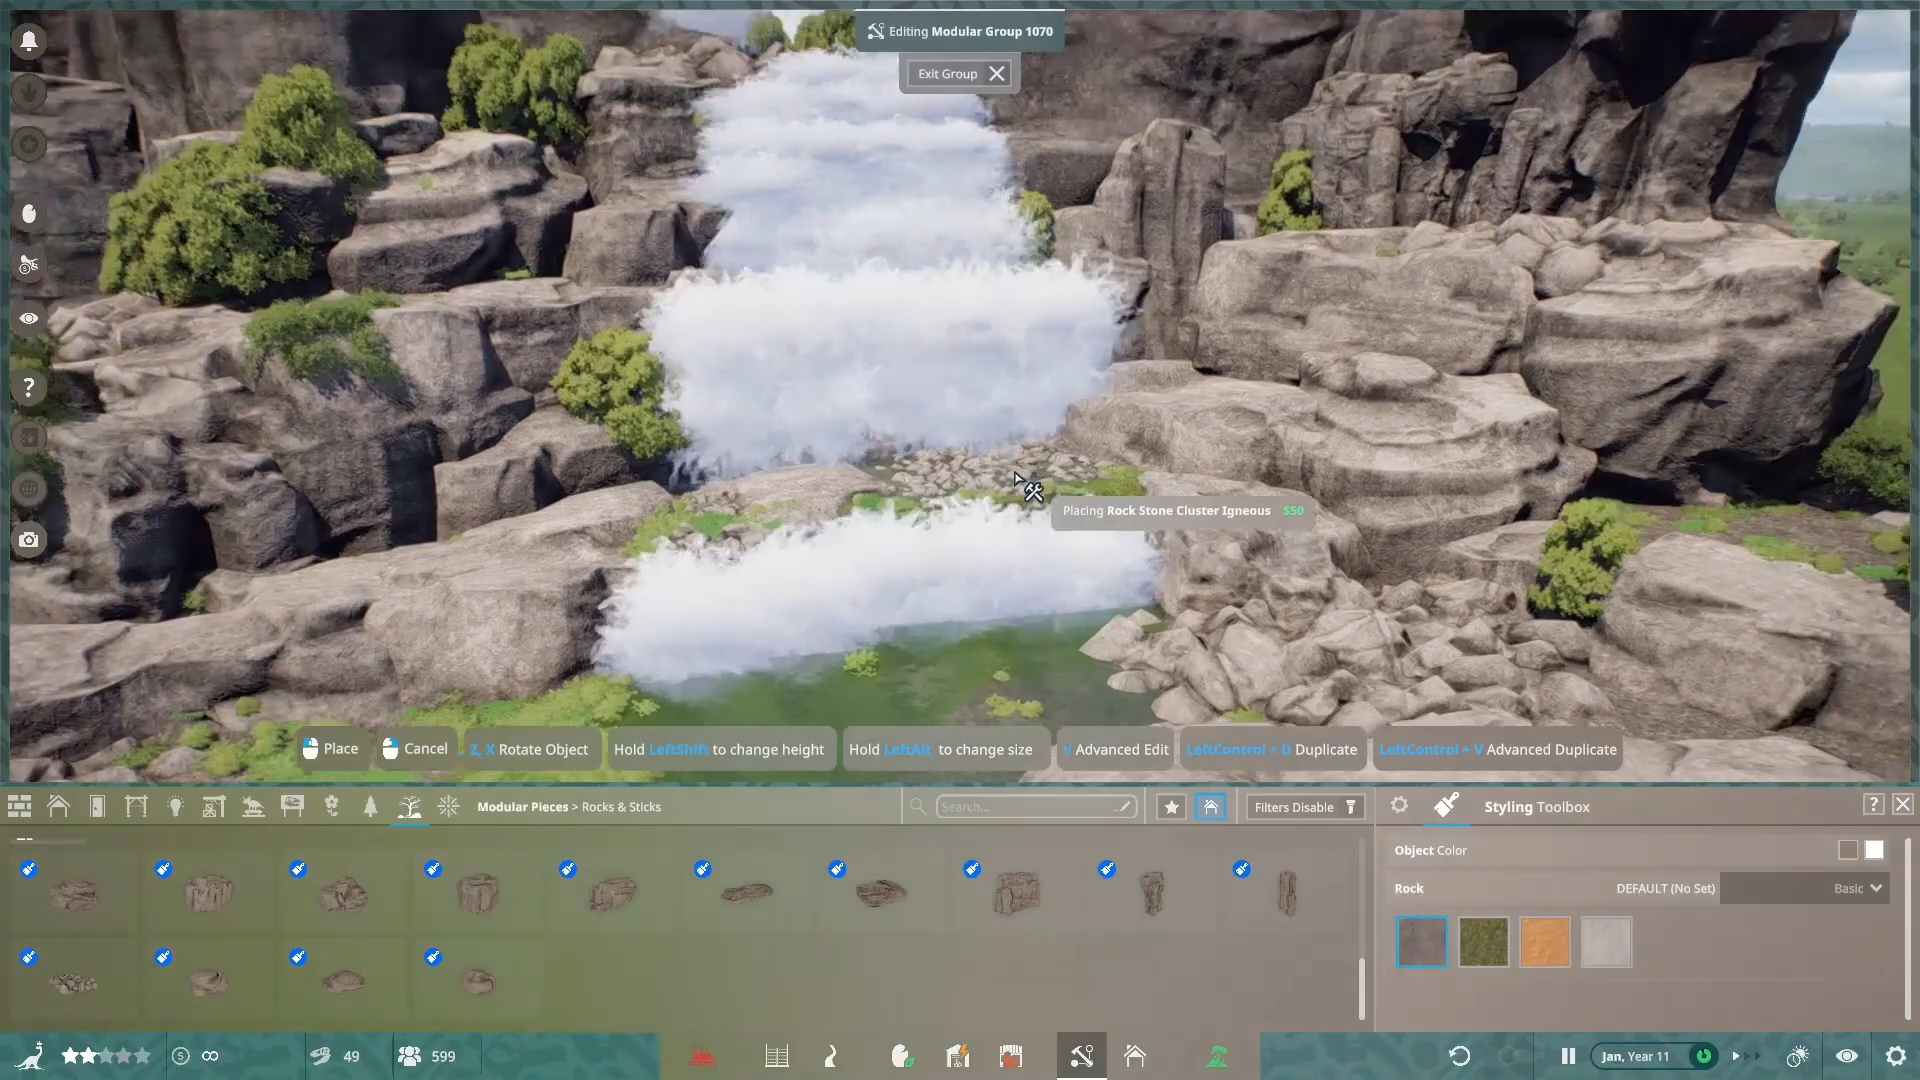 Editing Modular Group 1070
Exit Group
Placing Rock Stone Cluster Igneous $50
Place
Cancel
Z, X Rotate Object
Hold LeftShift to change height
Hold LeftAlt to change size
V Advanced Edit
LeftControl + D Duplicate
LeftControl + V Advanced Duplicate
Modular Pieces > Rocks & Sticks
Search...
Filters Disable
Styling Toolbox
?
Object Color
Rock
DEFAULT (No Set)
Basic
49
599
Jan, Year 11